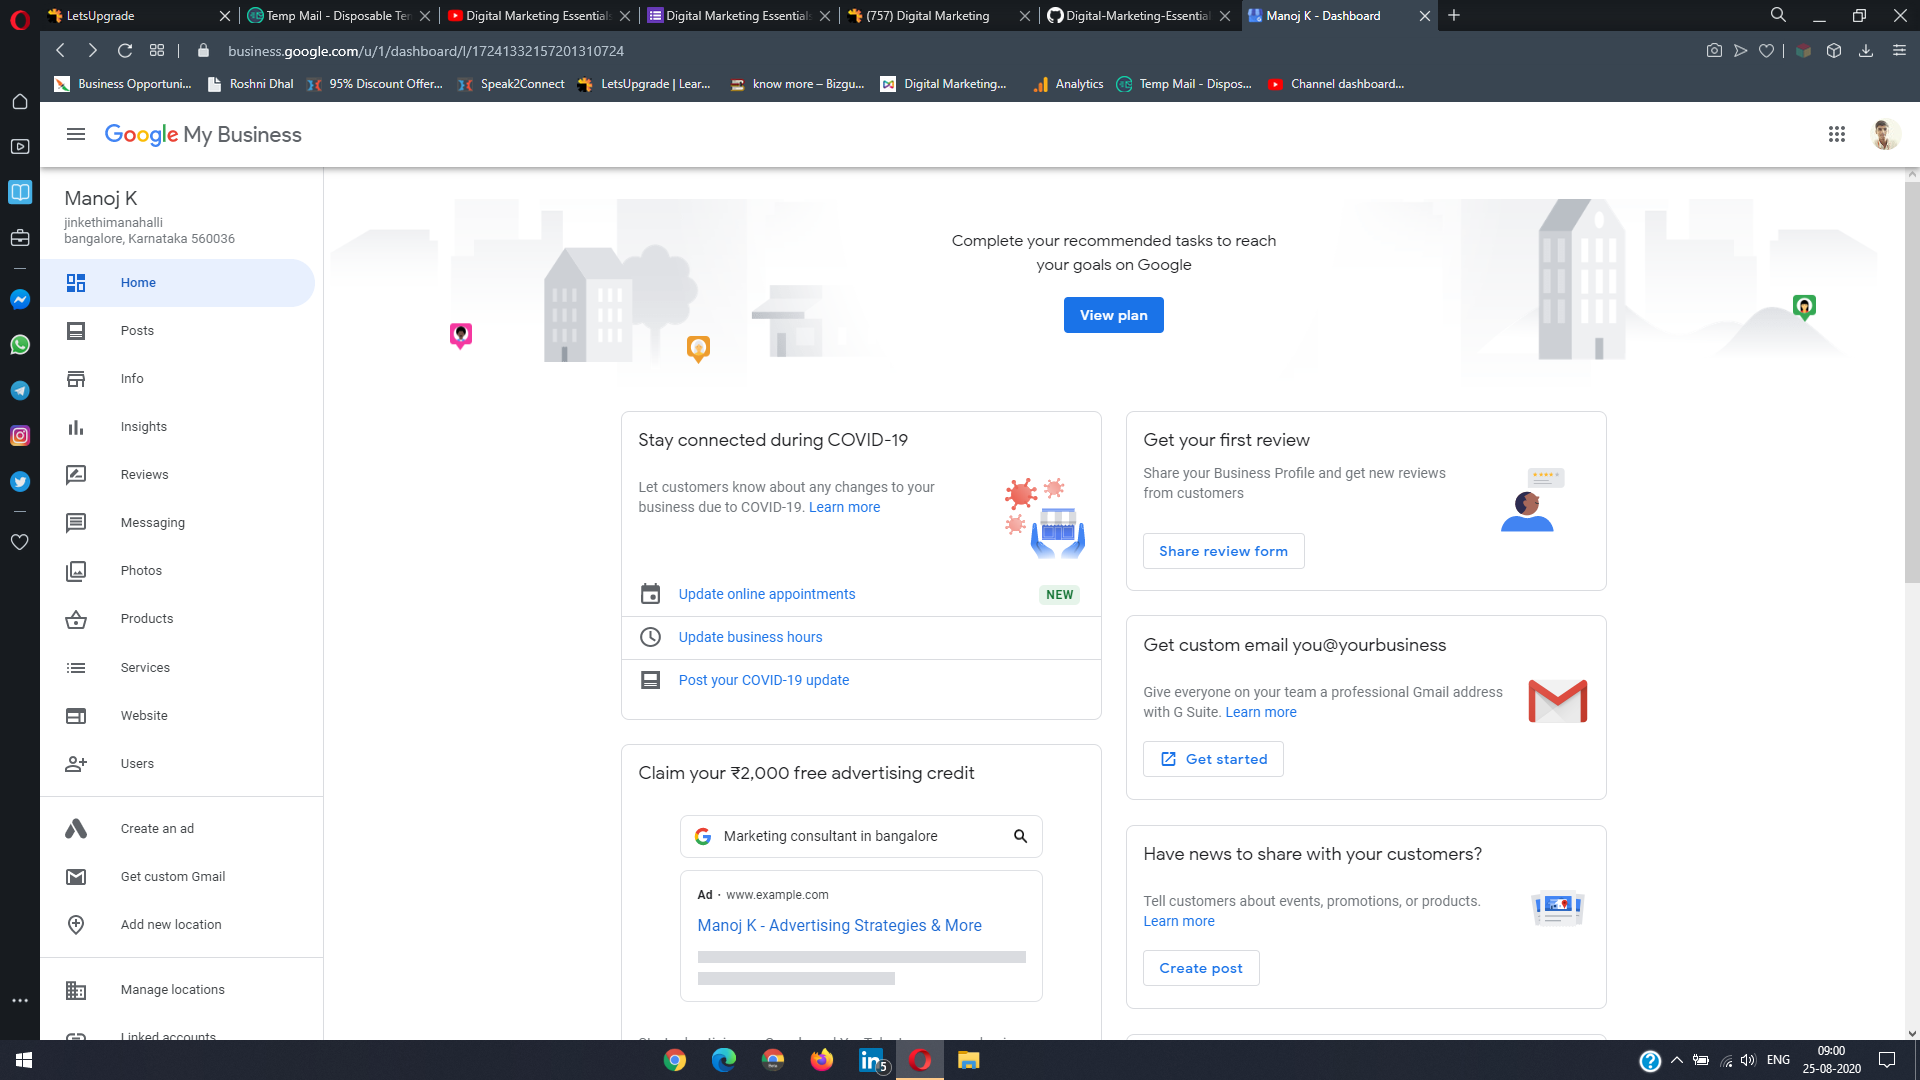 LetsUpgrade
Temp Mail - Disposable Ten
Digital Marketing Essentials
Digital Marketing Essentials
(757) Digital Marketing
Digital-Marketing-Essential
Manoj K - Dashboard
business.google.com/u/1/dashboard/l/17241332157201310724
Business Opportuni...
Roshni Dhal
95% Discount Offer...
Speak2Connect
LetsUpgrade | Lear...
know more – Bizgu...
Digital Marketing...
Analytics
Temp Mail - Dispos...
Channel dashboard...
Google My Business
Manoj K
jinkethimanahalli
bangalore, Karnataka 560036
Home
Posts
Info
Insights
Reviews
Messaging
Photos
Products
Services
Website
Users
Create an ad
Get custom Gmail
Add new location
Manage locations
Linked accounts
Complete your recommended tasks to reach
your goals on Google
View plan
Stay connected during COVID-19
Let customers know about any changes to your
business due to COVID-19. Learn more
Update online appointments
NEW
Update business hours
Post your COVID-19 update
Claim your ₹2,000 free advertising credit
Marketing consultant in bangalore
Ad · www.example.com
Manoj K - Advertising Strategies & More
Get your first review
Share your Business Profile and get new reviews
from customers
Share review form
Get custom email you@yourbusiness
Give everyone on your team a professional Gmail address
with G Suite. Learn more
Get started
Have news to share with your customers?
Tell customers about events, promotions, or products.
Learn more
Create post
5
ENG
09:00
25-08-2020